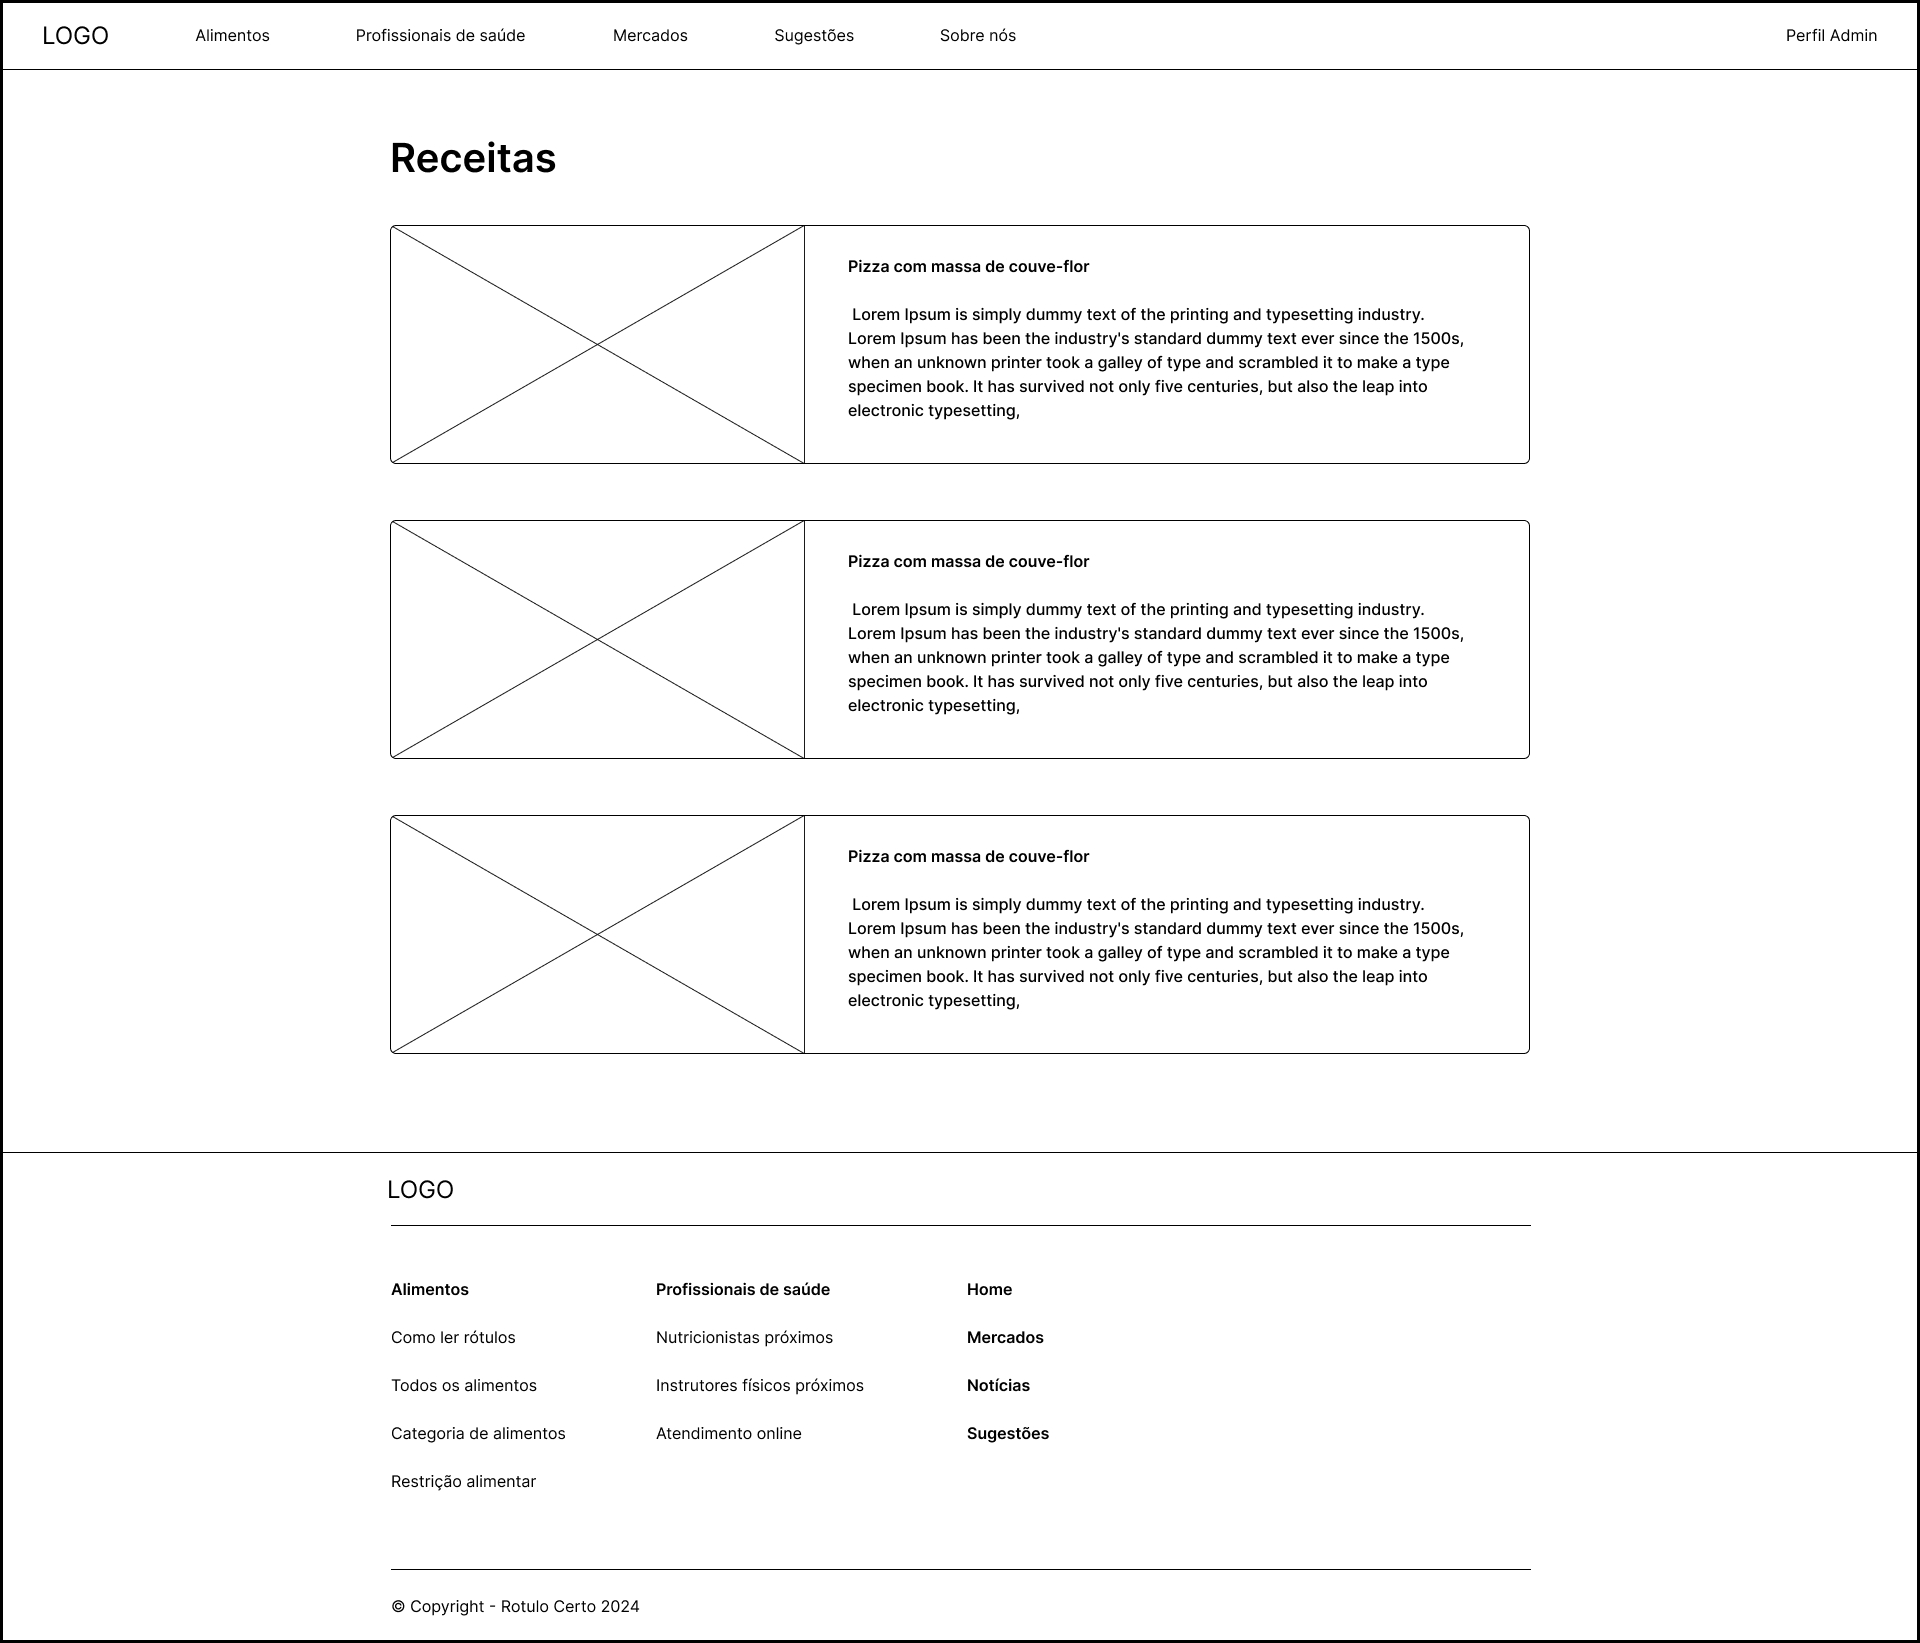 LOGO
Alimentos
Profissionais de saúde
Mercados
Sugestões
Sobre nós
Perfil Admin
Receitas
Pizza com massa de couve-flor
Lorem Ipsum is simply dummy text of the printing and typesetting industry.
Lorem Ipsum has been the industry's standard dummy text ever since the 1500s,
when an unknown printer took a galley of type and scrambled it to make a type
specimen book. It has survived not only five centuries, but also the leap into
electronic typesetting,
Pizza com massa de couve-flor
Lorem Ipsum is simply dummy text of the printing and typesetting industry.
Lorem Ipsum has been the industry's standard dummy text ever since the 1500s,
when an unknown printer took a galley of type and scrambled it to make a type
specimen book. It has survived not only five centuries, but also the leap into
electronic typesetting,
Pizza com massa de couve-flor
Lorem Ipsum is simply dummy text of the printing and typesetting industry.
Lorem Ipsum has been the industry's standard dummy text ever since the 1500s,
when an unknown printer took a galley of type and scrambled it to make a type
specimen book. It has survived not only five centuries, but also the leap into
electronic typesetting,
LOGO
Alimentos
Como ler rótulos
Todos os alimentos
Categoria de alimentos
Restrição alimentar
Profissionais de saúde
Nutricionistas próximos
Instrutores físicos próximos
Atendimento online
Home
Mercados
Notícias
Sugestões
© Copyright - Rotulo Certo 2024